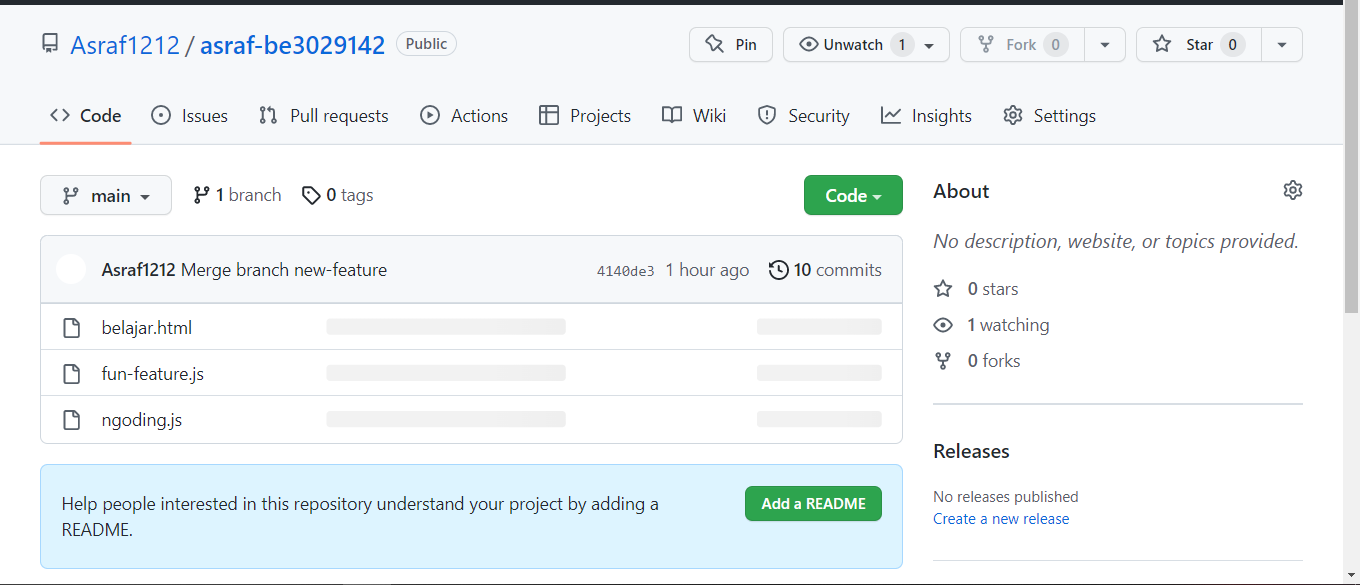 Asraf1212 / asraf-be3029142 Public
Pin Unwatch 1 Fork 0 Star 0
Code Issues Pull requests Actions Projects Wiki Security Insights Settings
main 1 branch 0 tags Code
Asraf1212 Merge branch new-feature 4140de3 1 hour ago 10 commits
belajar.html
fun-feature.js
ngoding.js
Help people interested in this repository understand your project by adding a
README.
Add a README
About
No description, website, or topics provided.
0 stars
1 watching
0 forks
Releases
No releases published
Create a new release